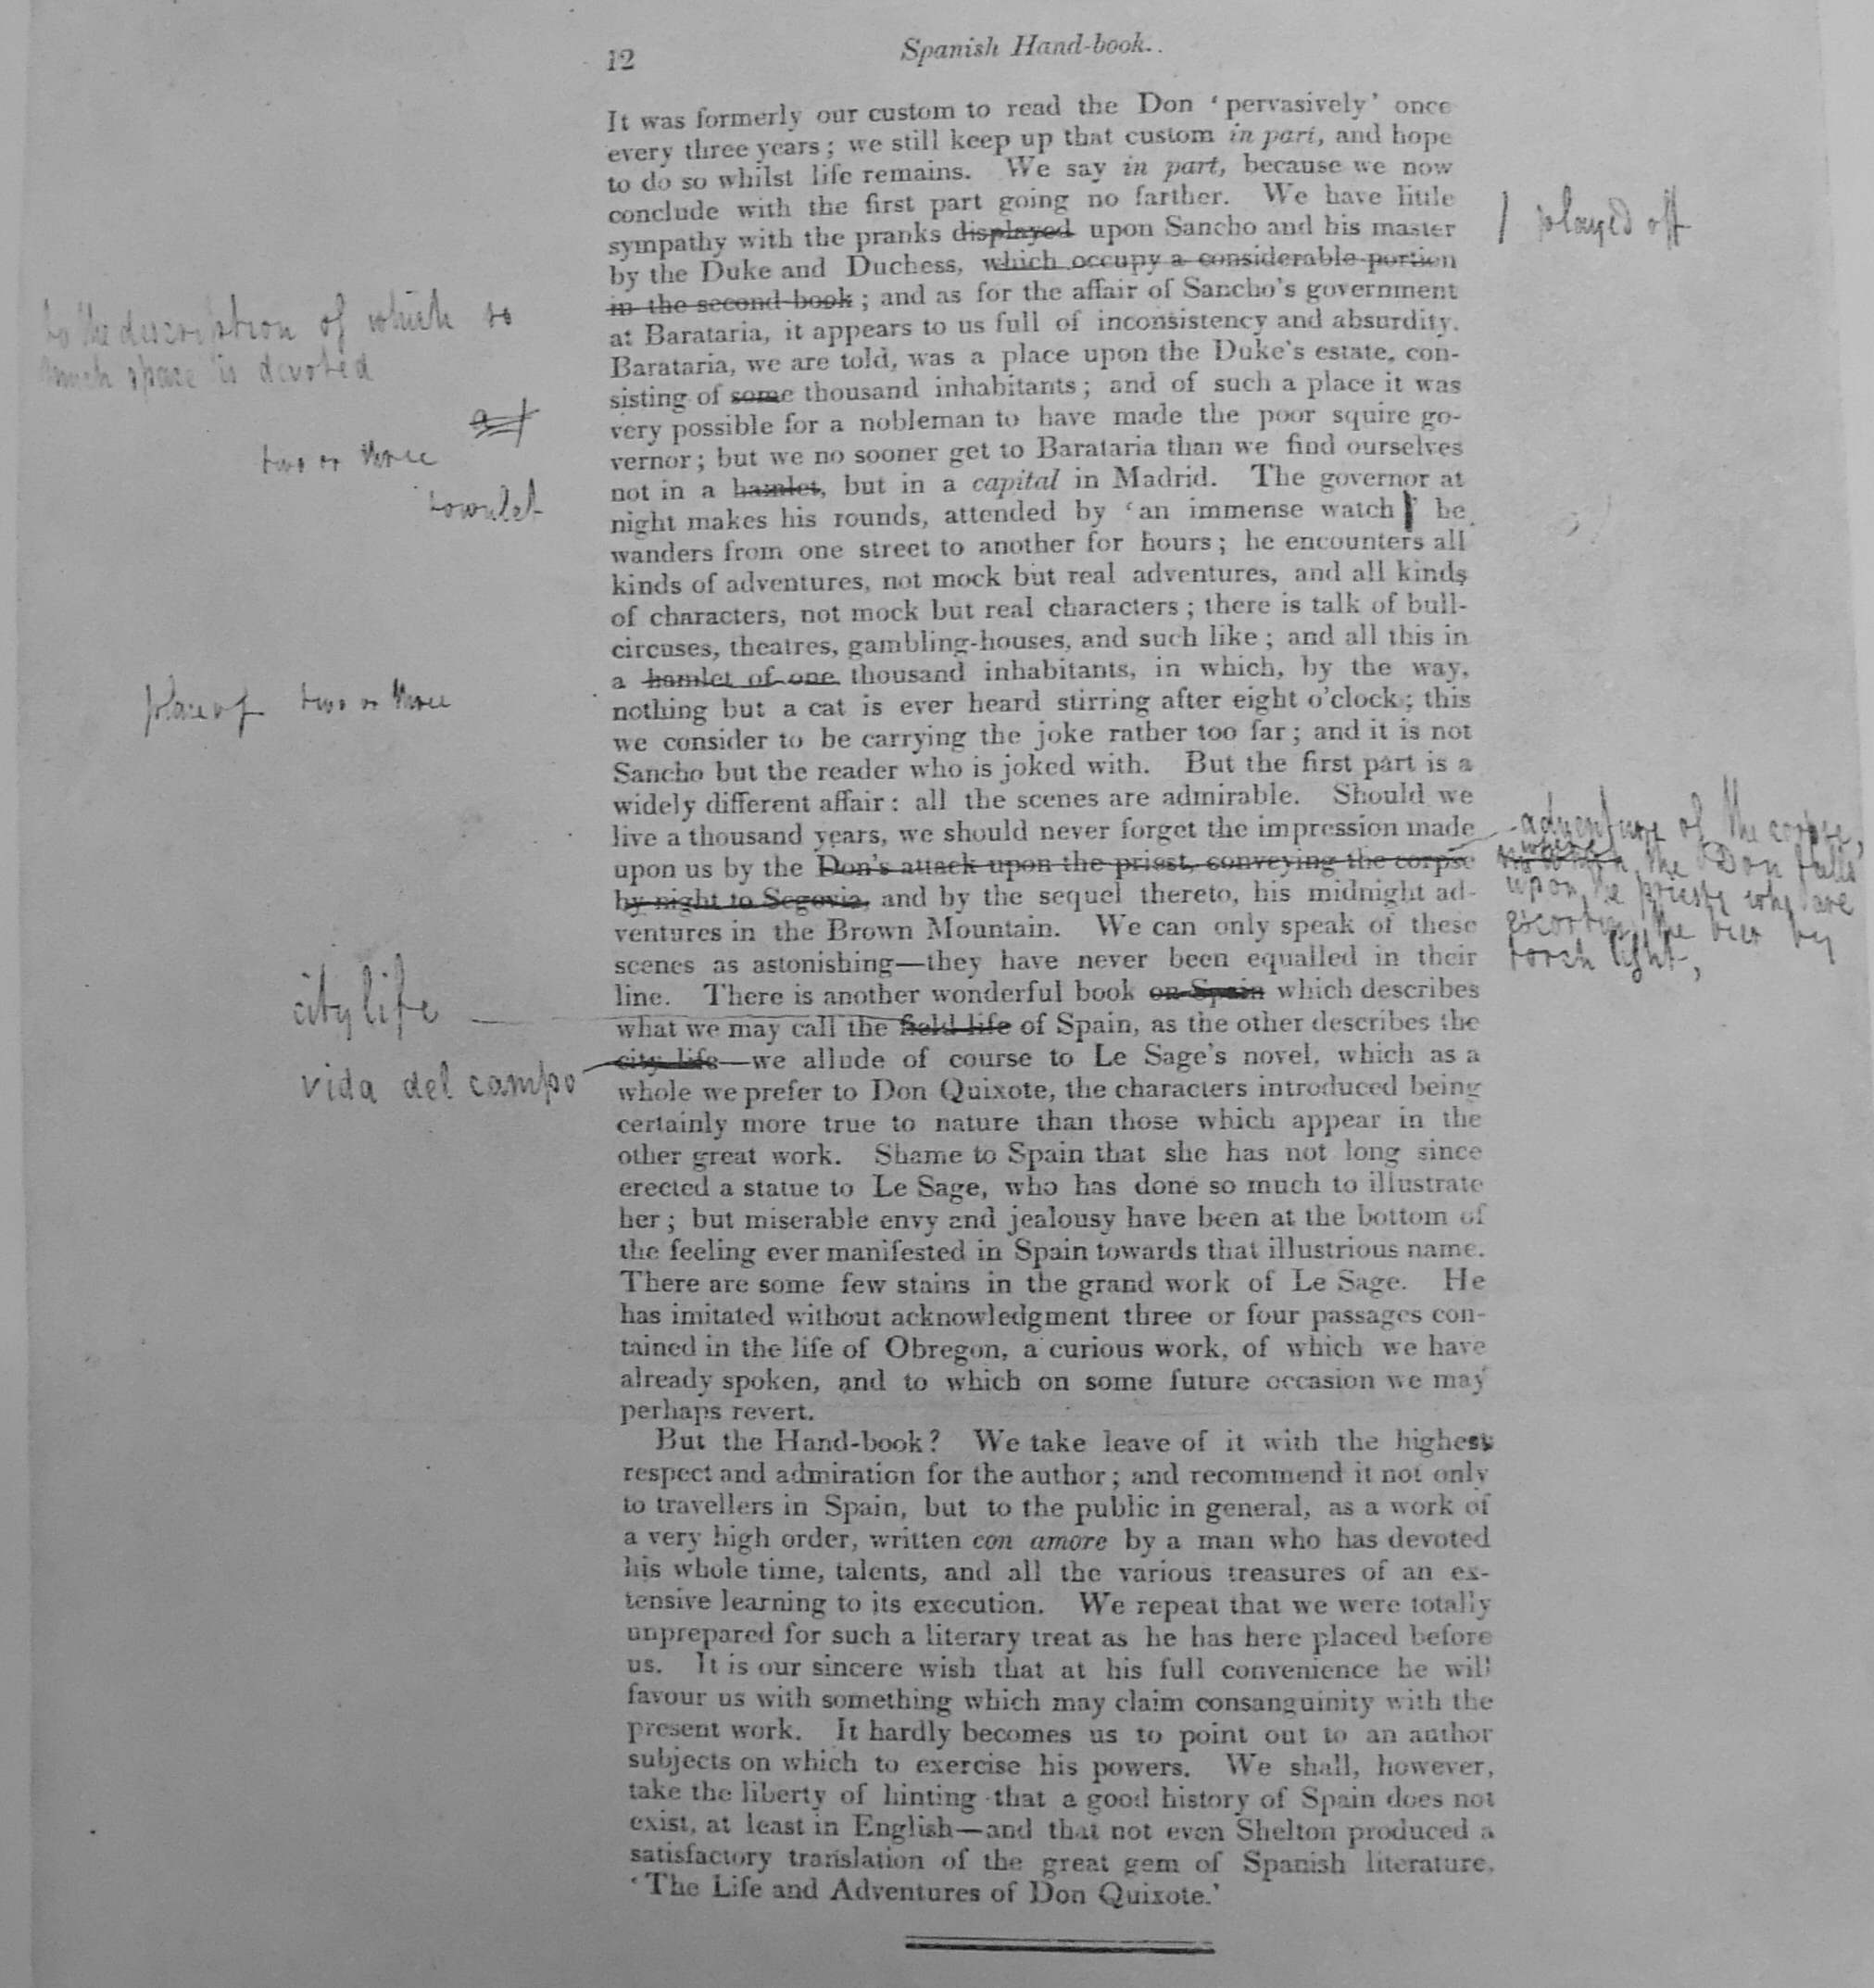 12 Spanish Hand-book.
It was formerly our custom to read the Don ‘pervasively’ once
every three years; we still keep up that custom in part, and hope
to do so whilst life remains. We say in part, because we now
conclude with the first part going no farther. We have little
sympathy with the pranks displayed upon Sancho and his master
/ played off
by the Duke and Duchess, which occupy a considerable portion
in the second book; and as for the affair of Sancho's government
to the description of which so
much space is devoted
at Barataria, it appears to us full of inconsistency and absurdity.
Barataria, we are told, was a place upon the Duke's estate, con-
sisting of some thousand inhabitants; and of such a place it was
two or three
very possible for a nobleman to have made the poor squire go-
vernor; but we no sooner get to Barataria than we find ourselves
not in a hamlet, but in a capital in Madrid. The governor at
townlet
night makes his rounds, attended by ‘an immense watch’ he
wanders from one street to another for hours; he encounters all
kinds of adventures, not mock but real adventures, and all kinds
of characters, not mock but real characters; there is talk of bull-
circuses, theatres, gambling-houses, and such like; and all this in
a hamlet of one thousand inhabitants, in which, by the way,
place of two or three
nothing but a cat is ever heard stirring after eight o'clock; this
we consider to be carrying the joke rather too far; and it is not
Sancho but the reader who is joked with. But the first part is a
widely different affair: all the scenes are admirable. Should we
live a thousand years, we should never forget the impression made
upon us by the Don's attack upon the priest, conveying the corpse
by night to Segovia, and by the sequel thereto, his midnight ad-
adventure of the corpse,
where the Don falls
upon the priests who are
escorting the bier by
torch light,
ventures in the Brown Mountain. We can only speak of these
scenes as astonishing—they have never been equalled in their
line. There is another wonderful book on Spain which describes
what we may call the field life of Spain, as the other describes the
city life
city life—we allude of course to Le Sage's novel, which as a
vida del campo
whole we prefer to Don Quixote, the characters introduced being
certainly more true to nature than those which appear in the
other great work. Shame to Spain that she has not long since
erected a statue to Le Sage, who has done so much to illustrate
her; but miserable envy and jealousy have been at the bottom of
the feeling ever manifested in Spain towards that illustrious name.
There are some few stains in the grand work of Le Sage. He
has imitated without acknowledgment three or four passages con-
tained in the life of Obregon, a curious work, of which we have
already spoken, and to which on some future occasion we may
perhaps revert.
But the Hand-book? We take leave of it with the highest
respect and admiration for the author; and recommend it not only
to travellers in Spain, but to the public in general, as a work of
a very high order, written con amore by a man who has devoted
his whole time, talents, and all the various treasures of an ex-
tensive learning to its execution. We repeat that we were totally
unprepared for such a literary treat as he has here placed before
us. It is our sincere wish that at his full convenience he will
favour us with something which may claim consanguinity with the
present work. It hardly becomes us to point out to an author
subjects on which to exercise his powers. We shall, however,
take the liberty of hinting that a good history of Spain does not
exist, at least in English—and that not even Shelton produced a
satisfactory translation of the great gem of Spanish literature,
‘The Life and Adventures of Don Quixote.’